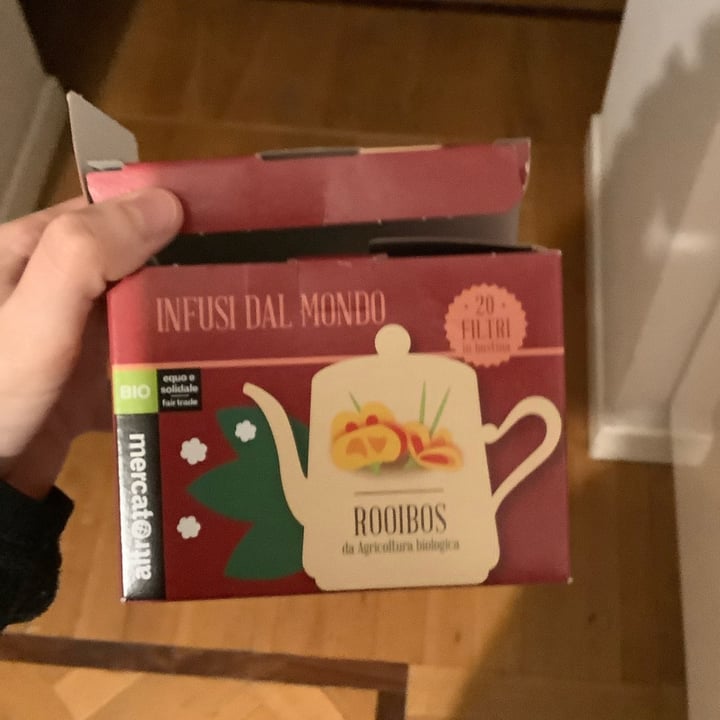 INFUSI DAL MONDO
20
FILTRI
in bustina
BIO
equo e
solidale
fair trade
mercato
ROOIBOS
da Agricoltura biologica